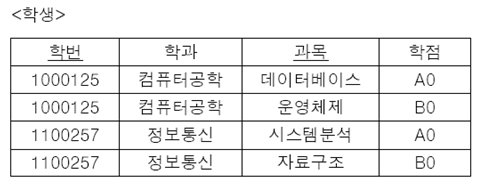 <학생>
학번 학과 과목 학점
1000125 컴퓨터공학 데이터베이스 A0
1000125 컴퓨터공학 운영체제 B0
1100257 정보통신 시스템분석 A0
1100257 정보통신 자료구조 B0